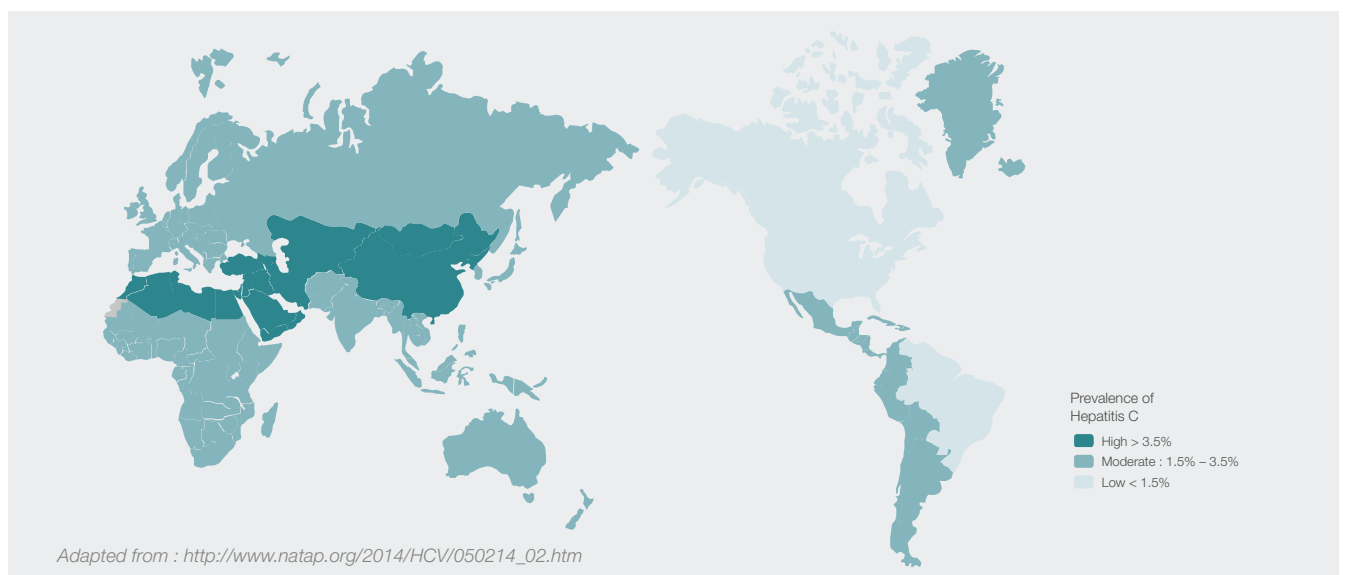 Prevalence of
Hepatitis C
High > 3.5%
Moderate : 1.5% – 3.5%
Low < 1.5%
Adapted from : http://www.natap.org/2014/HCV/050214_02.htm